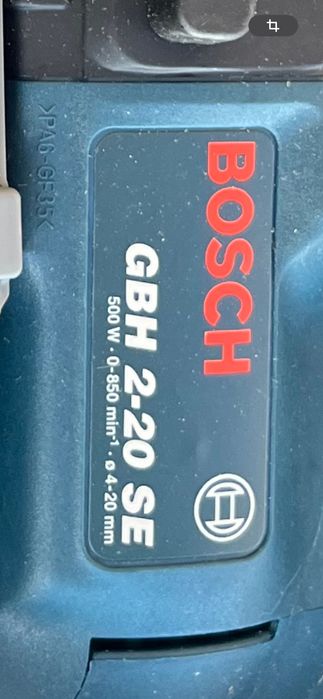 BOSCH
GBH 2-20 SE
500 W · 0-850 min⁻¹ · ø 4-20 mm
>PA6-GF35<